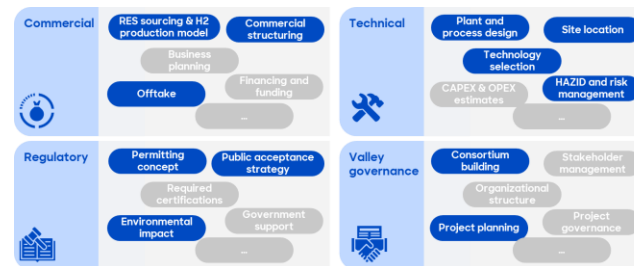 Commercial
RES sourcing & H2
production model
Commercial
structuring
Business
planning
Financing and
funding
Offtake
...
Technical
Plant and
process design
Site location
Technology
selection
CAPEX & OPEX
estimates
HAZID and risk
management
...
Regulatory
Permitting
concept
Public acceptance
strategy
Required
certifications
Environmental
impact
Government
support
...
Valley
governance
Consortium
building
Stakeholder
management
Organizational
structure
Project planning
Project
governance
...